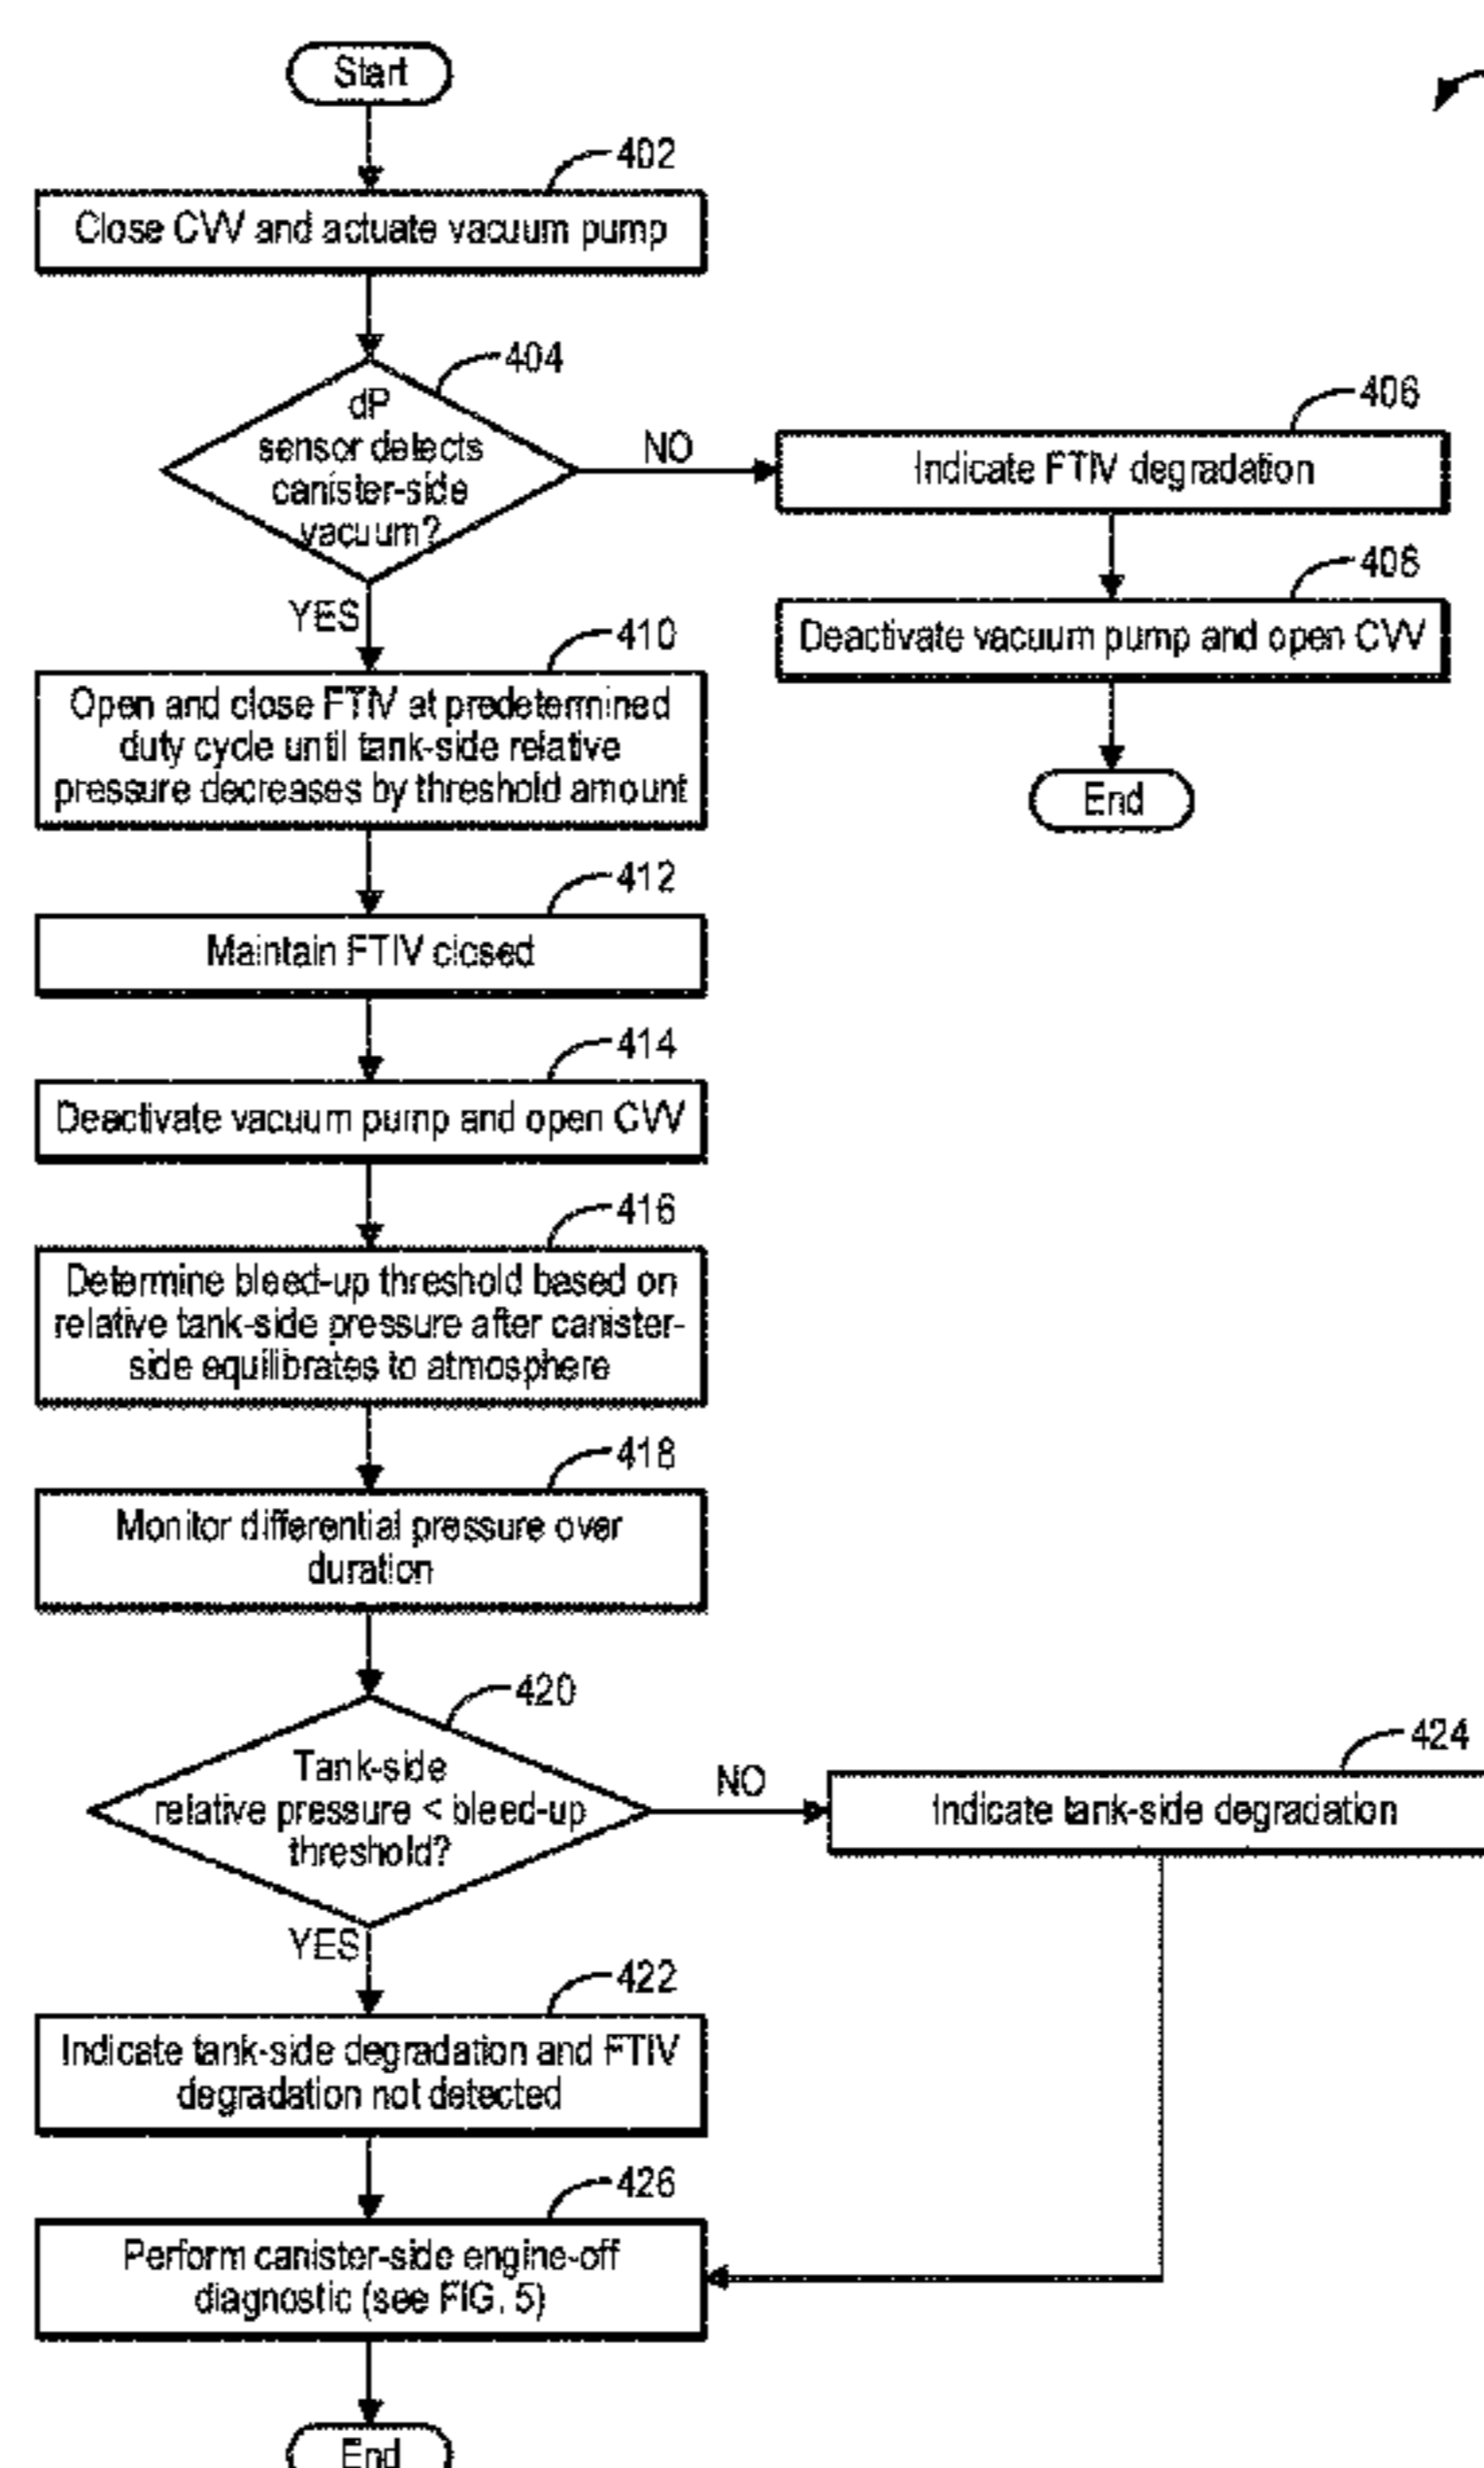 Start
402
Close CVV and actuate vacuum pump
404
dP
sensor detects
canister-side
vacuum?
NO
406
Indicate FTIV degradation
408
Deactivate vacuum pump and open CVV
End
YES
410
Open and close FTIV at predetermined
duty cycle until tank-side relative
pressure decreases by threshold amount
412
Maintain FTIV closed
414
Deactivate vacuum pump and open CVV
416
Determine bleed-up threshold based on
relative tank-side pressure after canister-
side equilibrates to atmosphere
418
Monitor differential pressure over
duration
420
Tank-side
relative pressure < bleed-up
threshold?
NO
424
Indicate tank-side degradation
YES
422
Indicate tank-side degradation and FTIV
degradation not detected
426
Perform canister-side engine-off
diagnostic (see FIG. 5)
End